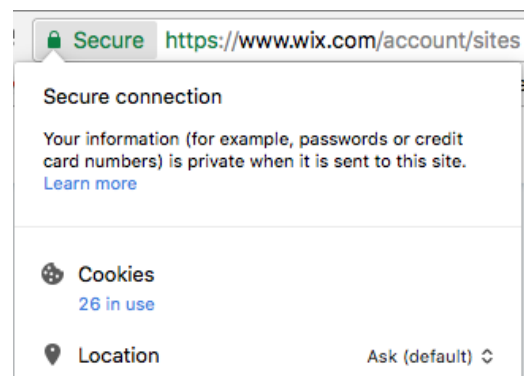 Secure https://www.wix.com/account/sites
Secure connection
Your information (for example, passwords or credit
card numbers) is private when it is sent to this site.
Learn more
Cookies
26 in use
Location Ask (default)